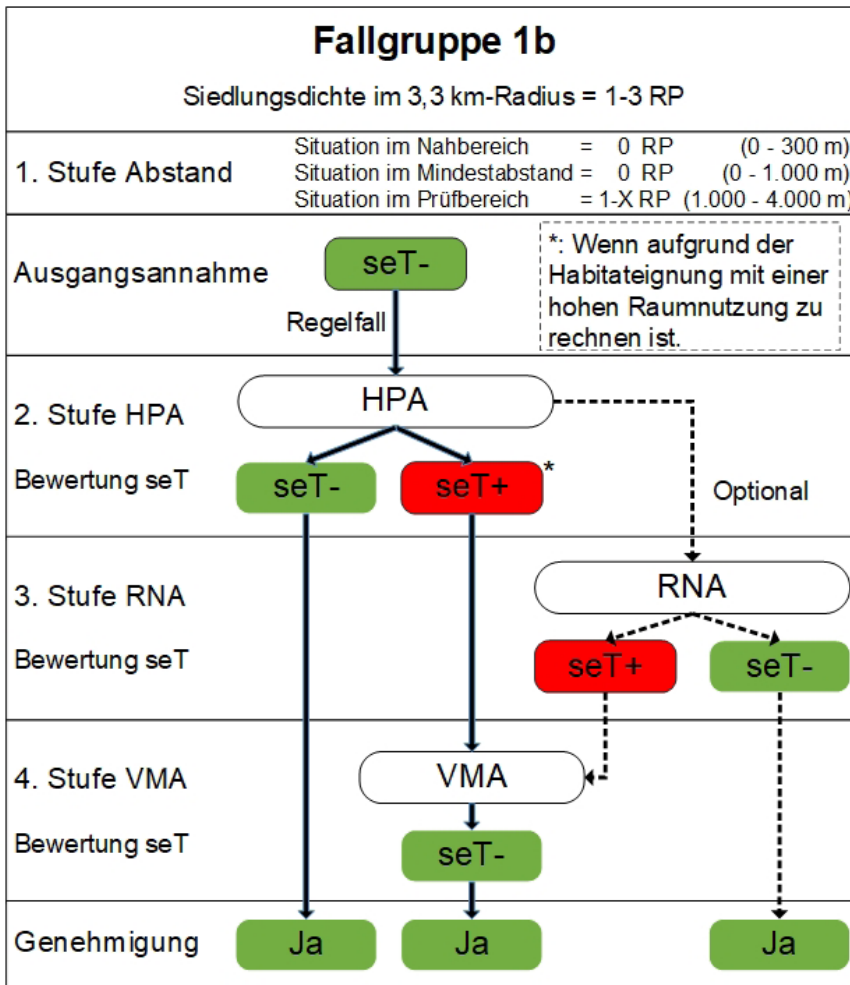 Fallgruppe 1b
Siedlungsdichte im 3,3 km-Radius = 1-3 RP
1. Stufe Abstand
Situation im Nahbereich = 0 RP (0 - 300 m)
Situation im Mindestabstand = 0 RP (0 - 1.000 m)
Situation im Prüfbereich = 1-X RP (1.000 - 4.000 m)
Ausgangsannahme
seT-
*: Wenn aufgrund der
Habitateignung mit einer
hohen Raumnutzung zu
rechnen ist.
Regelfall
2. Stufe HPA
HPA
Bewertung seT
seT-
seT+ *
Optional
3. Stufe RNA
RNA
Bewertung seT
seT+
seT-
4. Stufe VMA
VMA
Bewertung seT
seT-
Genehmigung
Ja
Ja
Ja